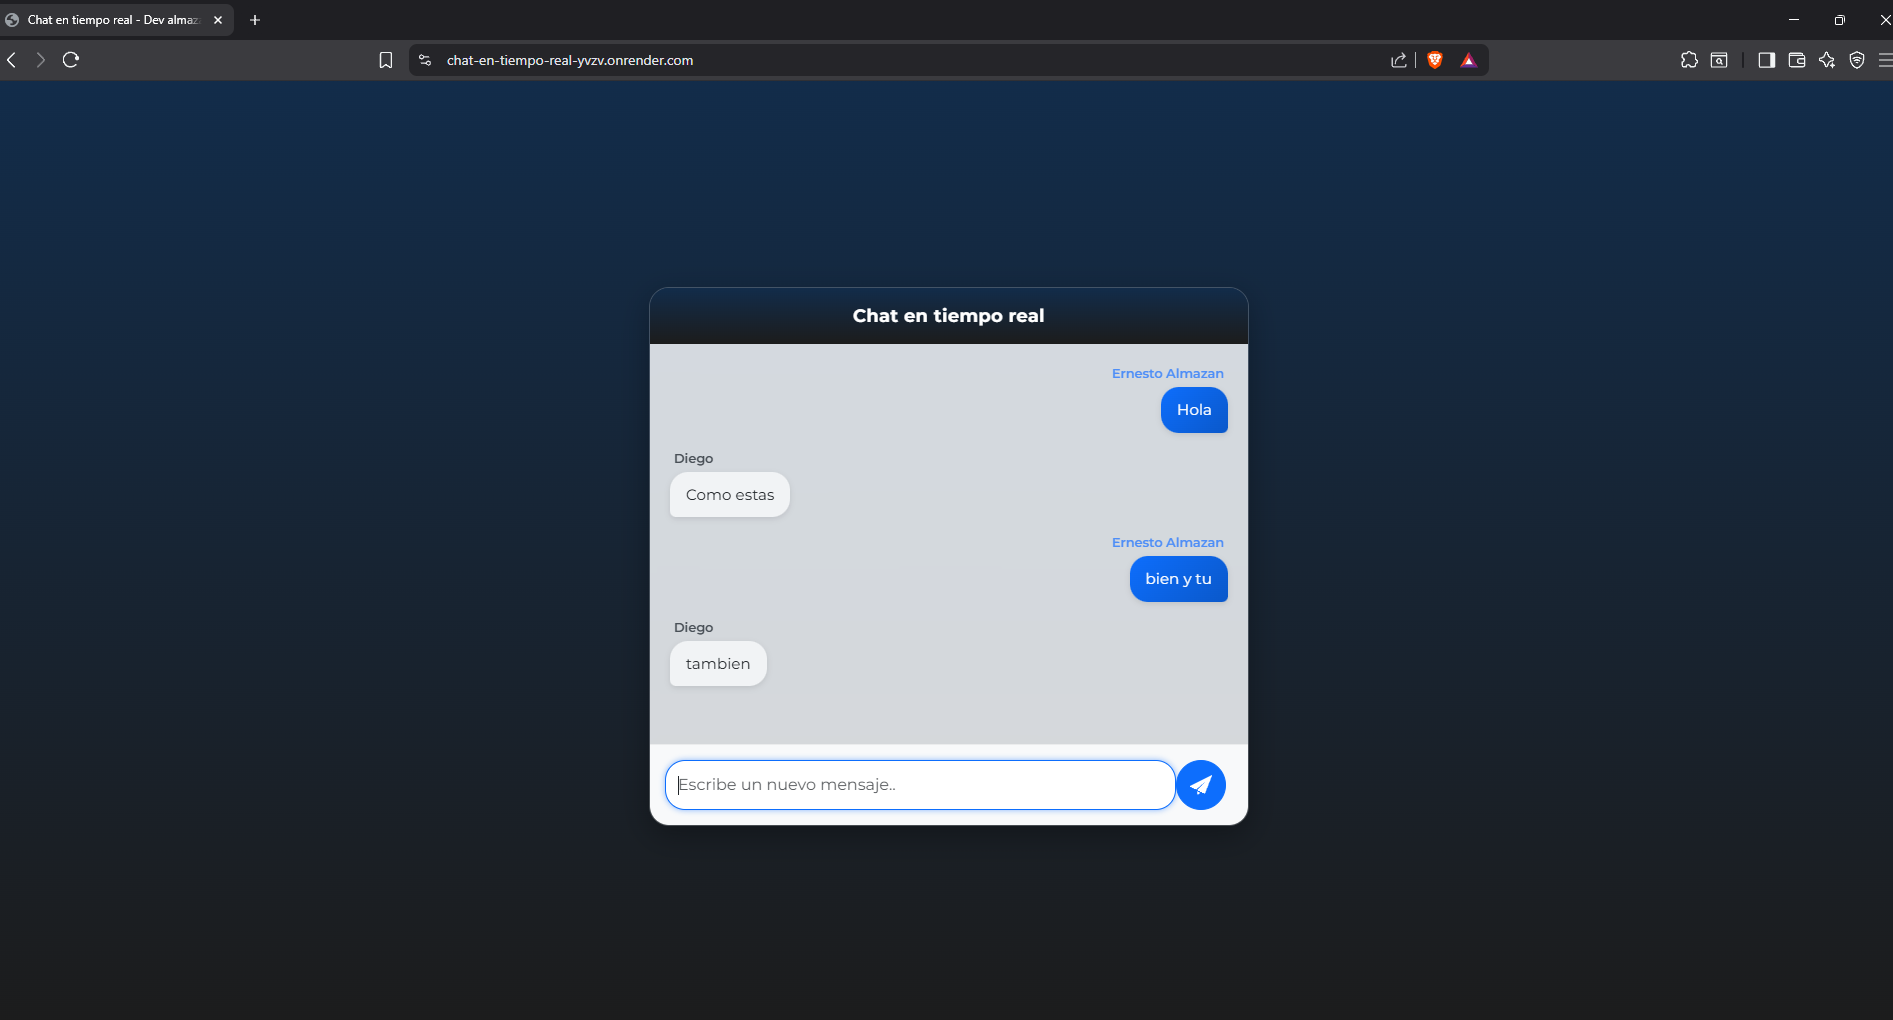 Chat en tiempo real - Dev almaz
chat-en-tiempo-real-yvzv.onrender.com
Chat en tiempo real
Ernesto Almazan
Hola
Diego
Como estas
Ernesto Almazan
bien y tu
Diego
tambien
Escribe un nuevo mensaje..